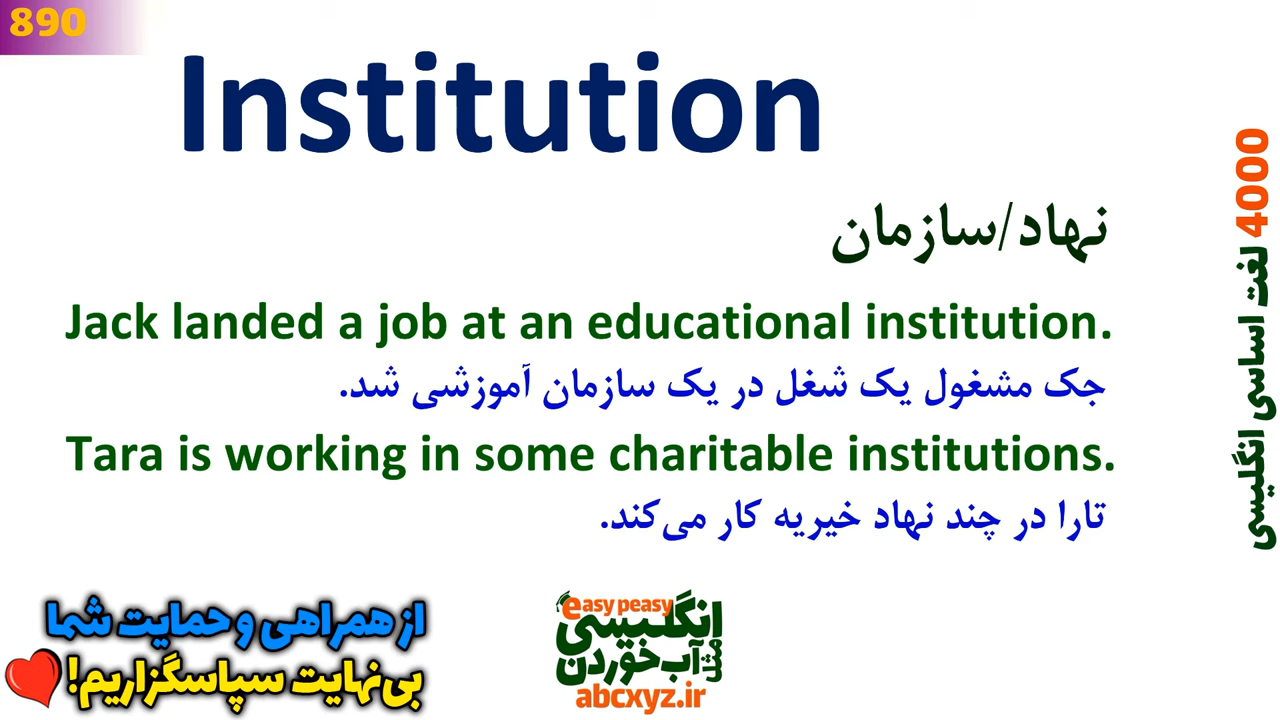 890
Institution
نهاد/سازمان
Jack landed a job at an educational institution.
جک مشغول یک شغل در یک سازمان آموزشی شد.
Tara is working in some charitable institutions.
تارا در چند نهاد خیریه کار می‌کند.
4000 لغت اساسی انگلیسی
از همراهی و حمایت شما
بی‌نهایت سپاسگزاریم!
easy peasy
انگلیسی
مثل آب خوردن
abcxyz.ir